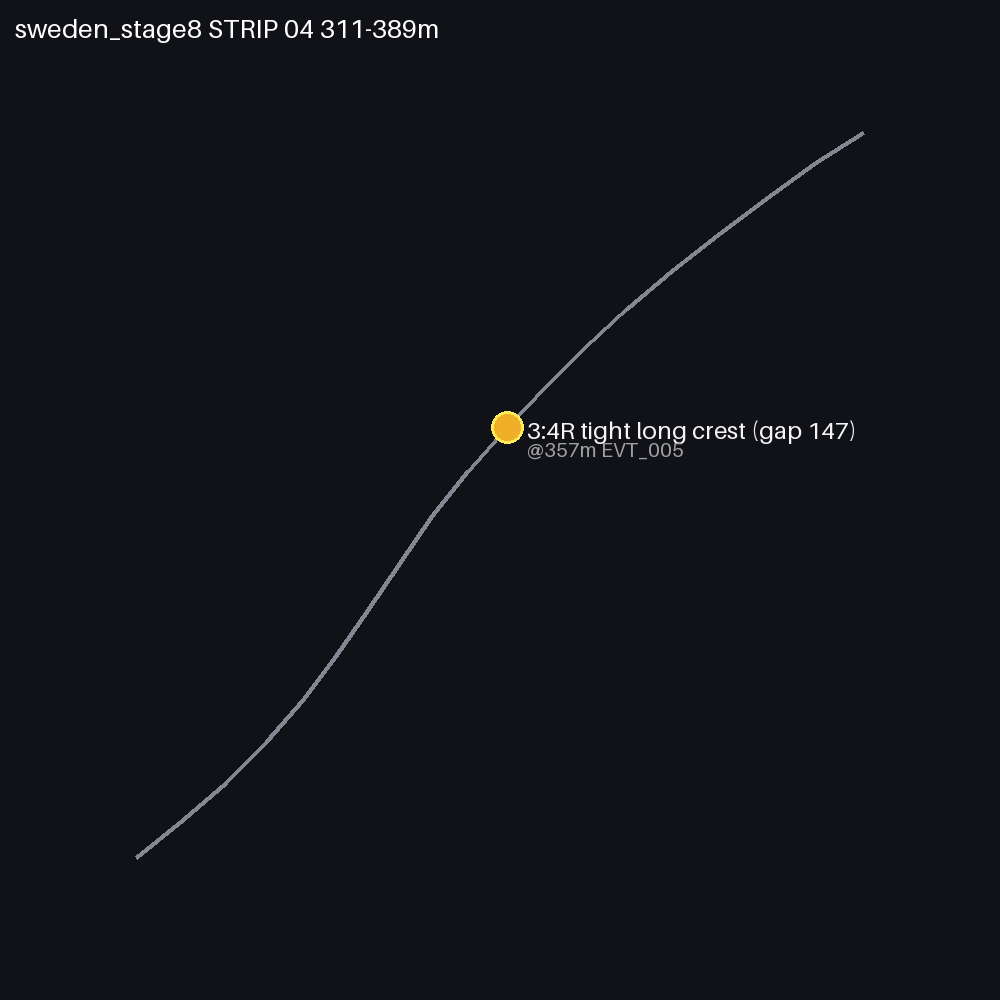 sweden_stage8 STRIP 04 311-389m
3:4R tight long crest (gap 147)
@357m EVT_005